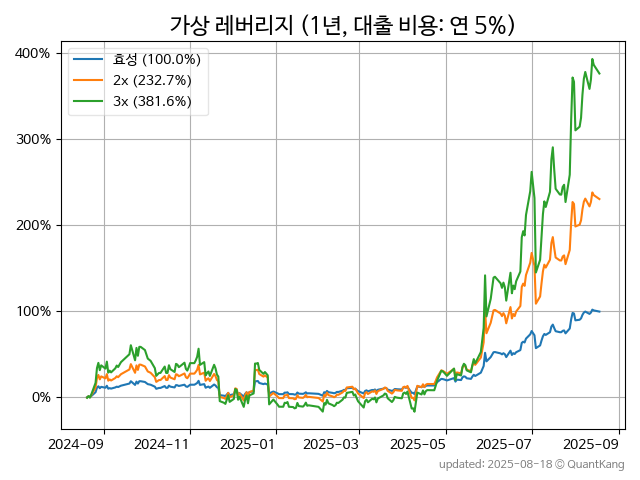 가상 레버리지 (1년, 대출 비용: 연 5%)
효성 (100.0%)
2x (232.7%)
3x (381.6%)
400%
300%
200%
100%
0%
2024-09 2024-11 2025-01 2025-03 2025-05 2025-07 2025-09
updated: 2025-08-18 © QuantKang